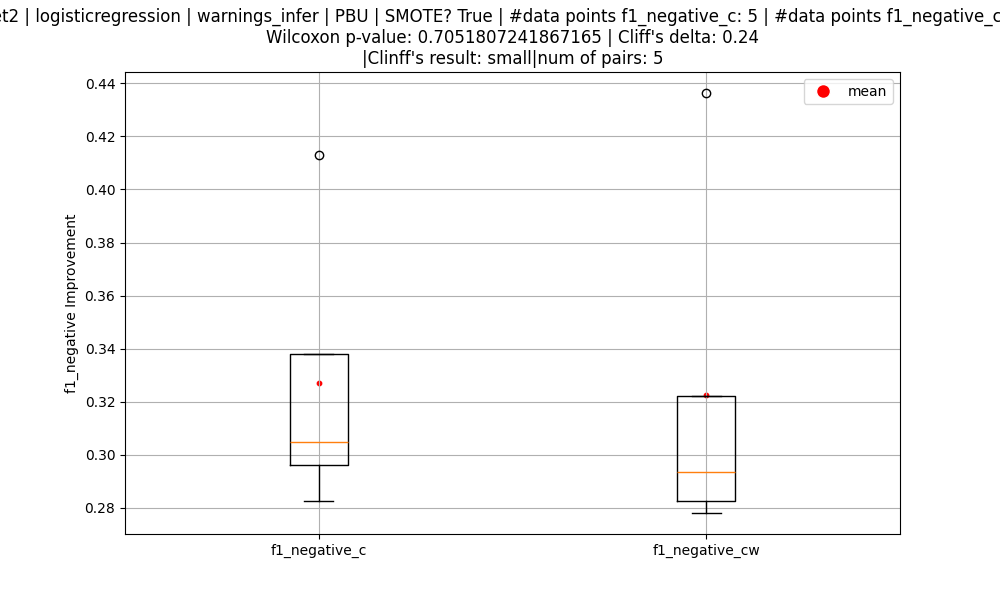 | logisticregression | warnings_infer | PBU | SMOTE? True | #data points f1_negative_c: 5 | #data points
Wilcoxon p-value: 0.7051807241867165 | Cliff's delta: 0.24
|Clinff's result: small|num of pairs: 5
mean
0.44
0.42
0.40
0.38
0.36
0.34
0.32
0.30
0.28
f1_negative Improvement
f1_negative_c
f1_negative_cw